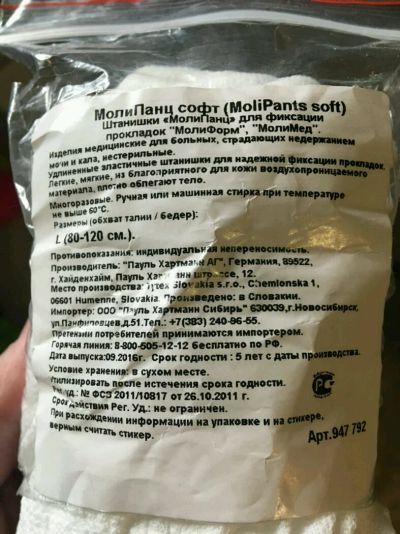 МолиПанц софт (MoliPants soft)
Штанишки «МолиПанц» для фиксации
прокладок "МолиФорм", "МолиМед".
Изделия медицинские для больных, страдающих недержанием
мочи и кала, нестерильные.
Удлиненные эластичные штанишки для надежной фиксации прокладок.
Легкие, мягкие, из благоприятного для кожи воздухопроницаемого
материала, плотно облегают тело.
Многоразовые. Ручная или машинная стирка при температуре
не выше 60°C.
Размеры (обхват талии / бедер):
L (80-120 см.).
Противопоказания: индивидуальная непереносимость.
Производитель: "Пауль Хартманн АГ", Германия, 89522,
г. Хайденхайм, Пауль Хартманн штрассе, 12.
Место производства: Rytex Slovakia s.r.o., Chemlonska 1,
06601 Humenne, Slovakia. Произведено: в Словакии.
Импортер: ООО "Пауль Хартманн Сибирь" 630039,г.Новосибирск,
ул.Панфиловцев,д.51.Тел.: +7(383) 240-96-55.
Претензии потребителей принимаются импортером.
Горячая линия: 8-800-505-12-12 бесплатно по РФ.
Дата выпуска:09.2016г. Срок годности : 5 лет с даты производства.
Условие хранения: в сухом месте.
Утилизировать после истечения срока годности.
Рег. уд.: № ФСЗ 2011/10817 от 26.10.2011 г.
Срок действия Рег. Уд.: не ограничен.
При расхождении информации на упаковке и на стикере,
верным считать стикер.
Арт.947 792